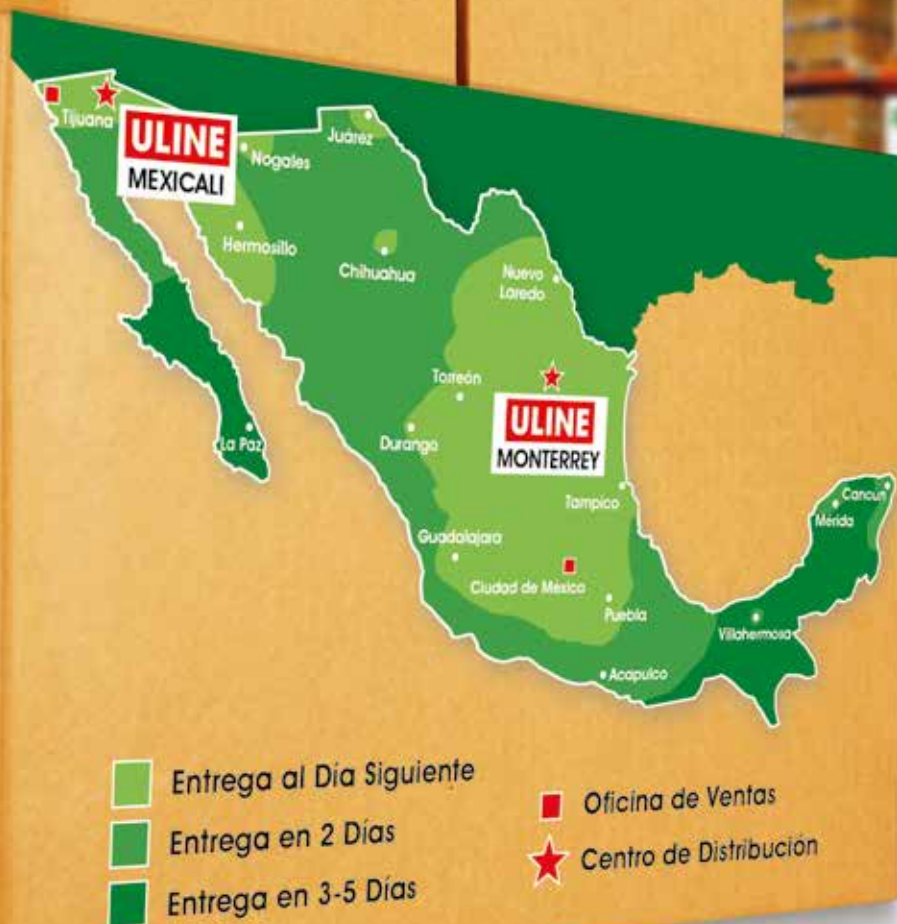 Tijuana
ULINE
MEXICALI
Nogales
Juárez
Hermosillo
Chihuahua
Nuevo
Laredo
Torreón
Durango
ULINE
MONTERREY
La Paz
Tampico
Cancún
Mérida
Guadalajara
Ciudad de México
Puebla
Villahermosa
Acapulco
Entrega al Día Siguiente
Entrega en 2 Días
Entrega en 3-5 Días
Oficina de Ventas
Centro de Distribución